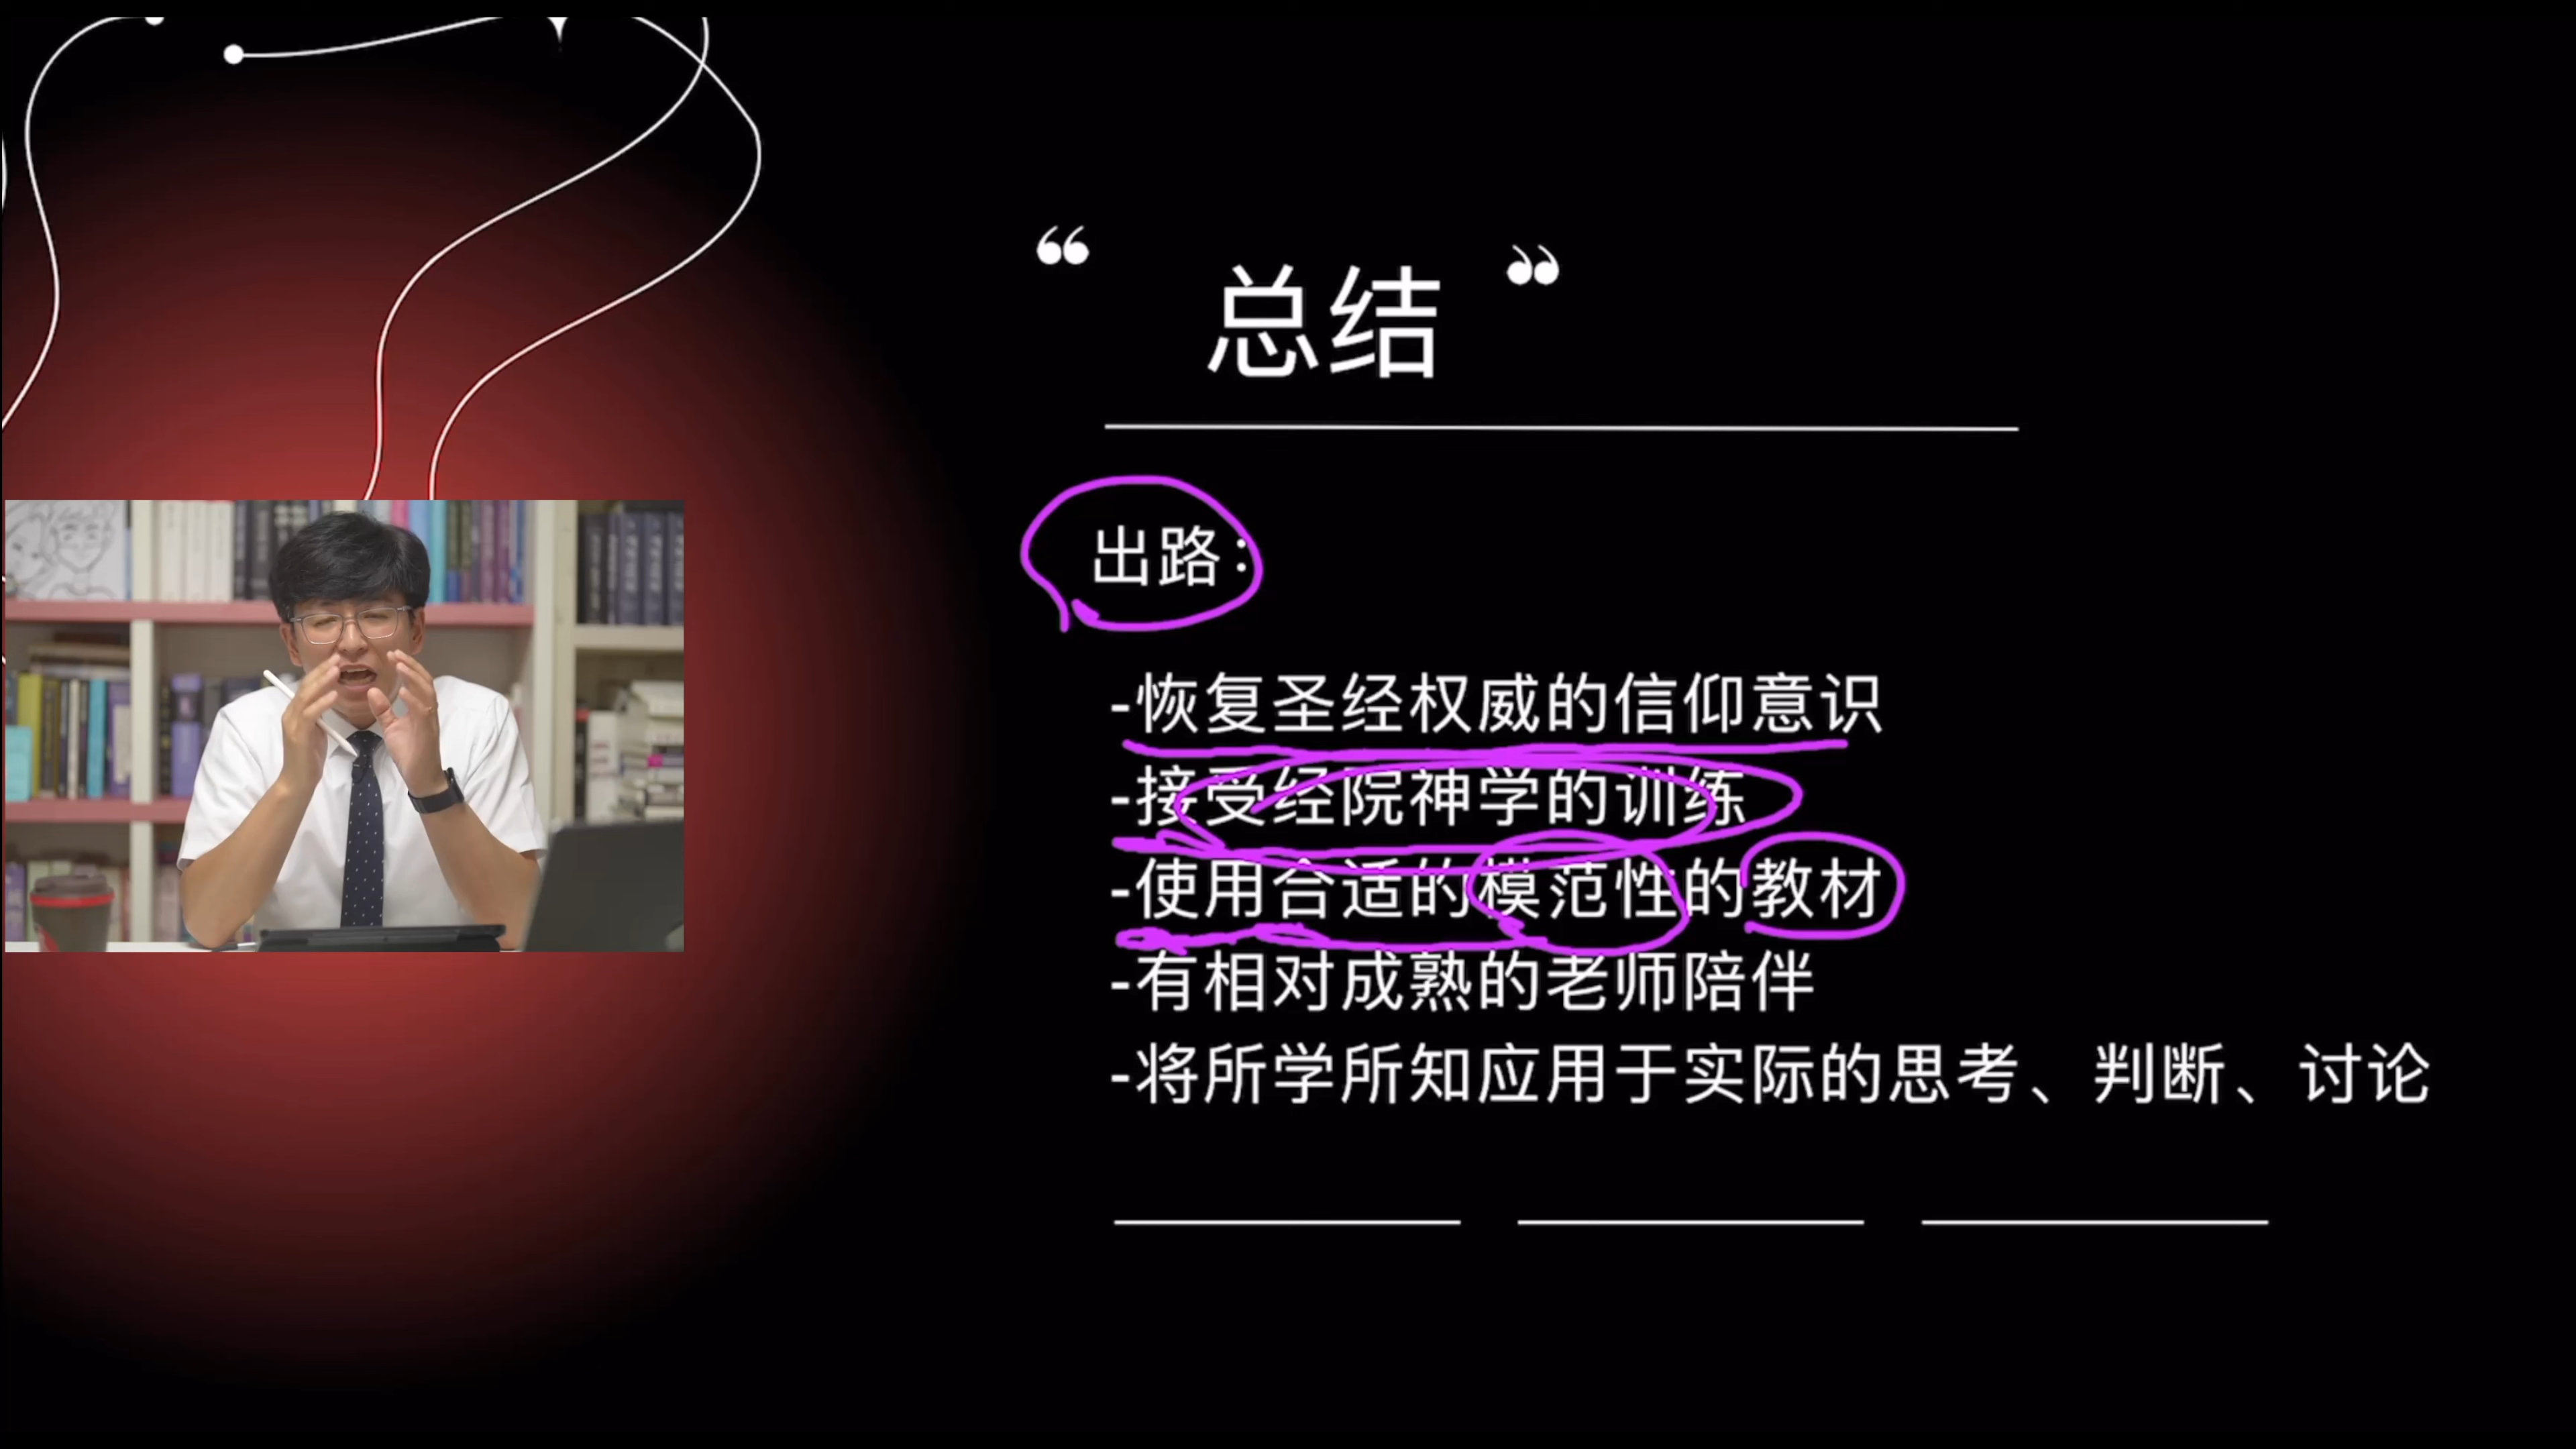 “ 总结 ”
出路：
-恢复圣经权威的信仰意识
-接受经院神学的训练
-使用合适的模范性的教材
-有相对成熟的老师陪伴
-将所学所知应用于实际的思考、判断、讨论